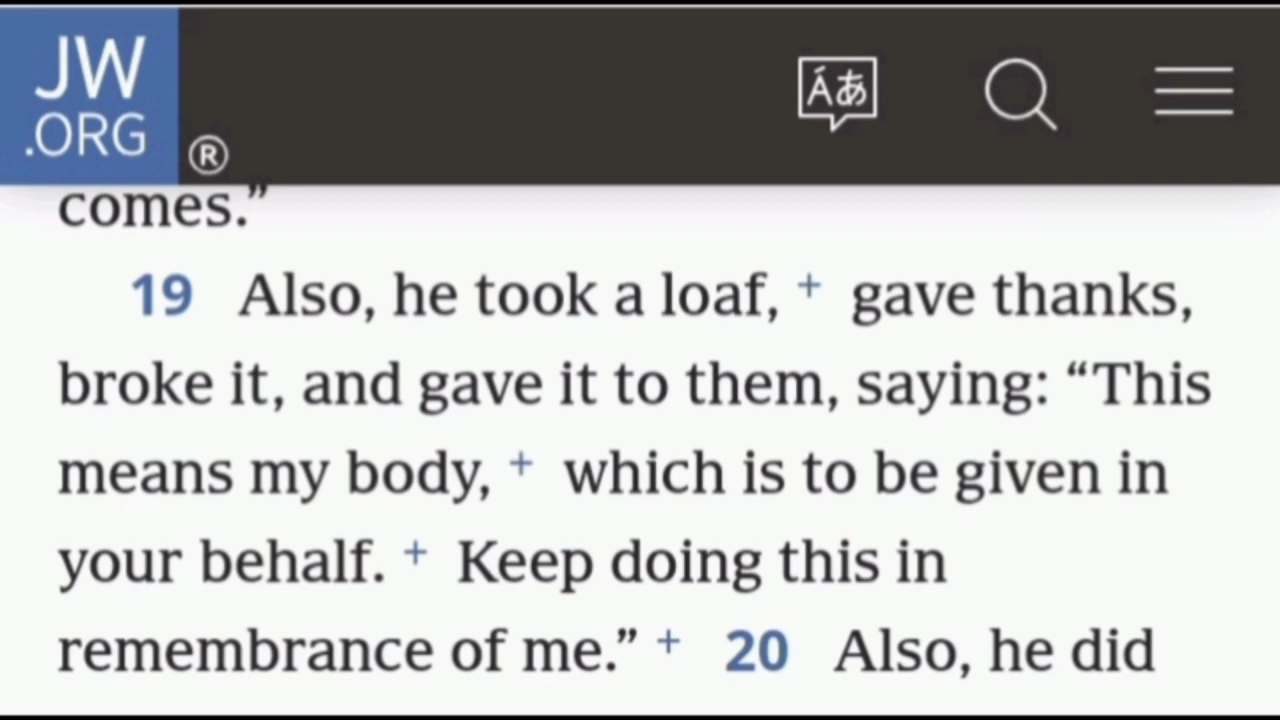 JW
.ORG
®
Áあ
comes.”
19 Also, he took a loaf, + gave thanks,
broke it, and gave it to them, saying: “This
means my body, + which is to be given in
your behalf. + Keep doing this in
remembrance of me.” + 20 Also, he did